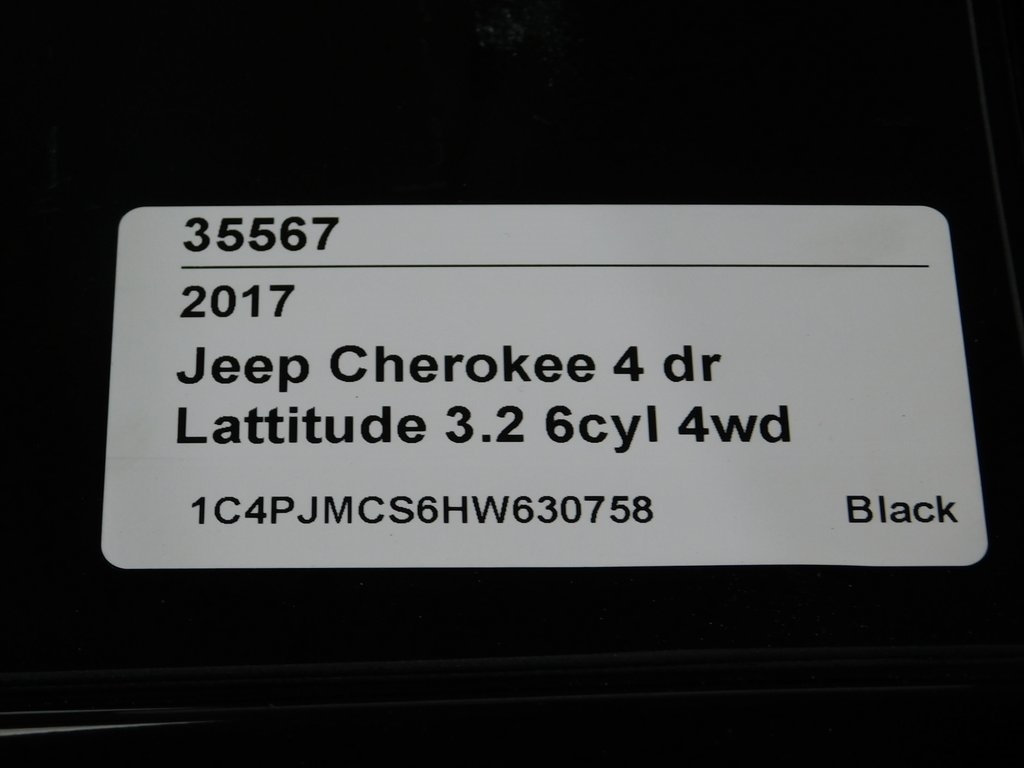 35567
2017
Jeep Cherokee 4 dr
Lattitude 3.2 6cyl 4wd
1C4PJMCS6HW630758 Black